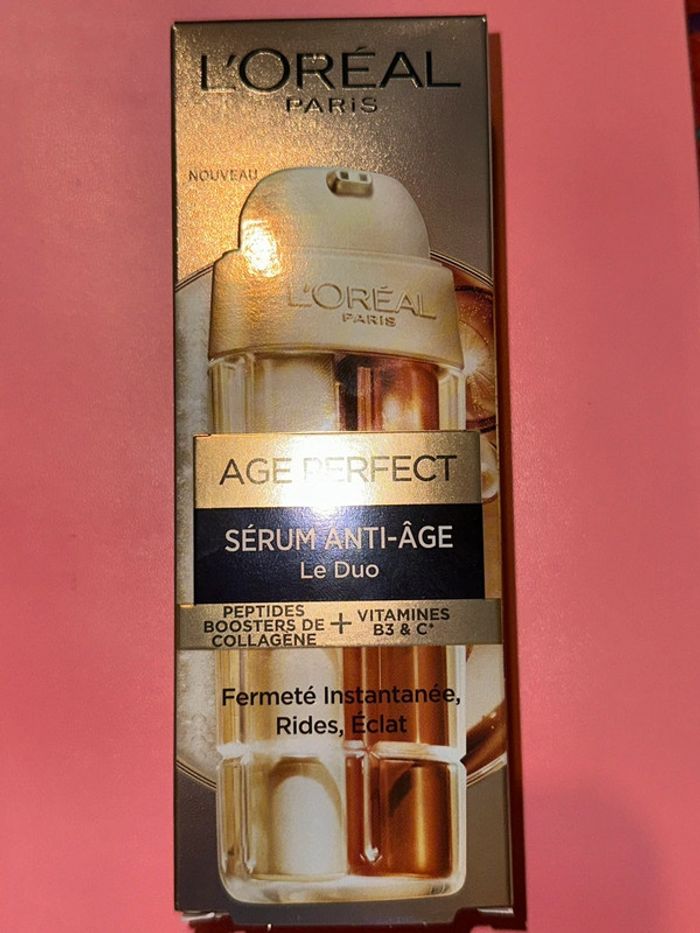 L'ORÉAL
PARiS
NOUVEAU
L'ORÉAL
PARiS
AGE PERFECT
SÉRUM ANTI-ÂGE
Le Duo
PEPTIDES
BOOSTERS DE
COLLAGÈNE
+
VITAMINES
B3 & C*
Fermeté Instantanée,
Rides, Éclat